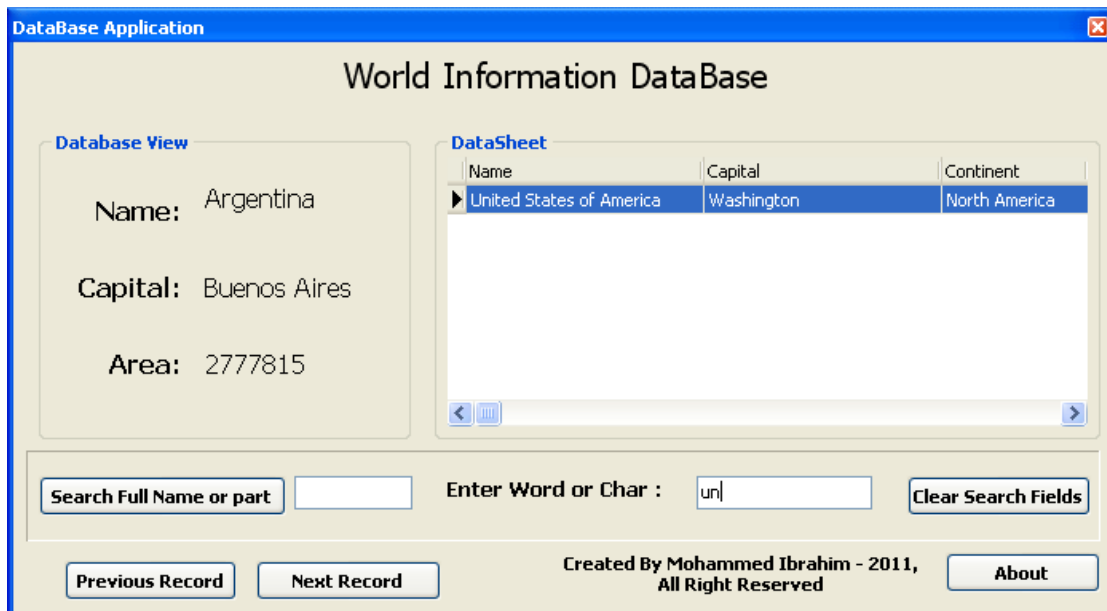 DataBase Application
World Information DataBase
Database View
Name: Argentina
Capital: Buenos Aires
Area: 2777815
DataSheet
Name Capital Continent
United States of America Washington North America
Search Full Name or part
Enter Word or Char : un
Clear Search Fields
Previous Record
Next Record
Created By Mohammed Ibrahim - 2011,
All Right Reserved
About